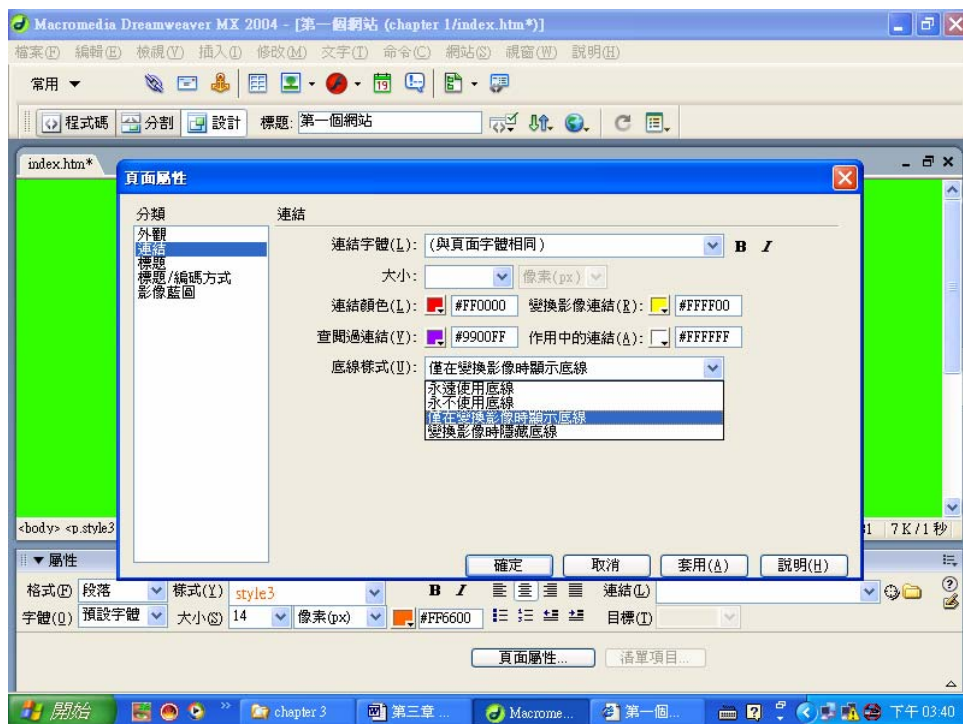 Macromedia Dreamweaver MX 2004 - [第一個網站 (chapter 1/index.htm*)]
檔案(F) 編輯(E) 檢視(V) 插入(I) 修改(M) 文字(T) 命令(C) 網站(S) 視窗(W) 說明(H)
常用
程式碼 分割 設計 標題: 第一個網站
index.htm*
頁面屬性
分類
外觀
連結
標題
標題/編碼方式
影像藍圖
連結
連結字體(L): (與頁面字體相同) B I
大小: 像素(px)
連結顏色(L): #FF0000 變換影像連結(R): #FFFF00
查閱過連結(V): #9900FF 作用中的連結(A): #FFFFFF
底線樣式(U): 僅在變換影像時顯示底線
永遠使用底線
永不使用底線
僅在變換影像時顯示底線
變換影像時隱藏底線
確定 取消 套用(A) 說明(H)
<body> <p.style3 7 K / 1 秒
屬性
格式(F) 段落 樣式(Y) style3 B I 連結(L)
字體(O) 預設字體 大小(S) 14 像素(px) #FF6600 目標(T)
頁面屬性... 清單項目...
開始 chapter 3 第三章 ... Macrome... 第一個... 下午 03:40